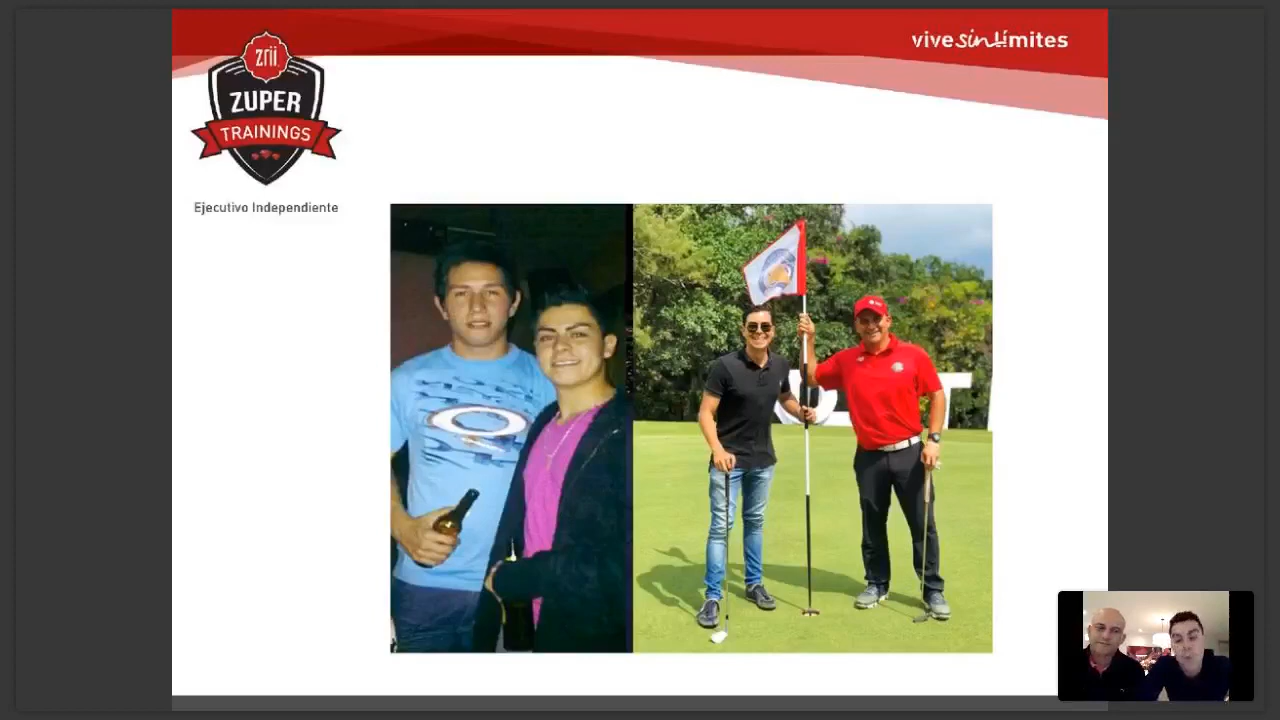 vive sin Límites
zrii
ZUPER
TRAININGS
Ejecutivo Independiente